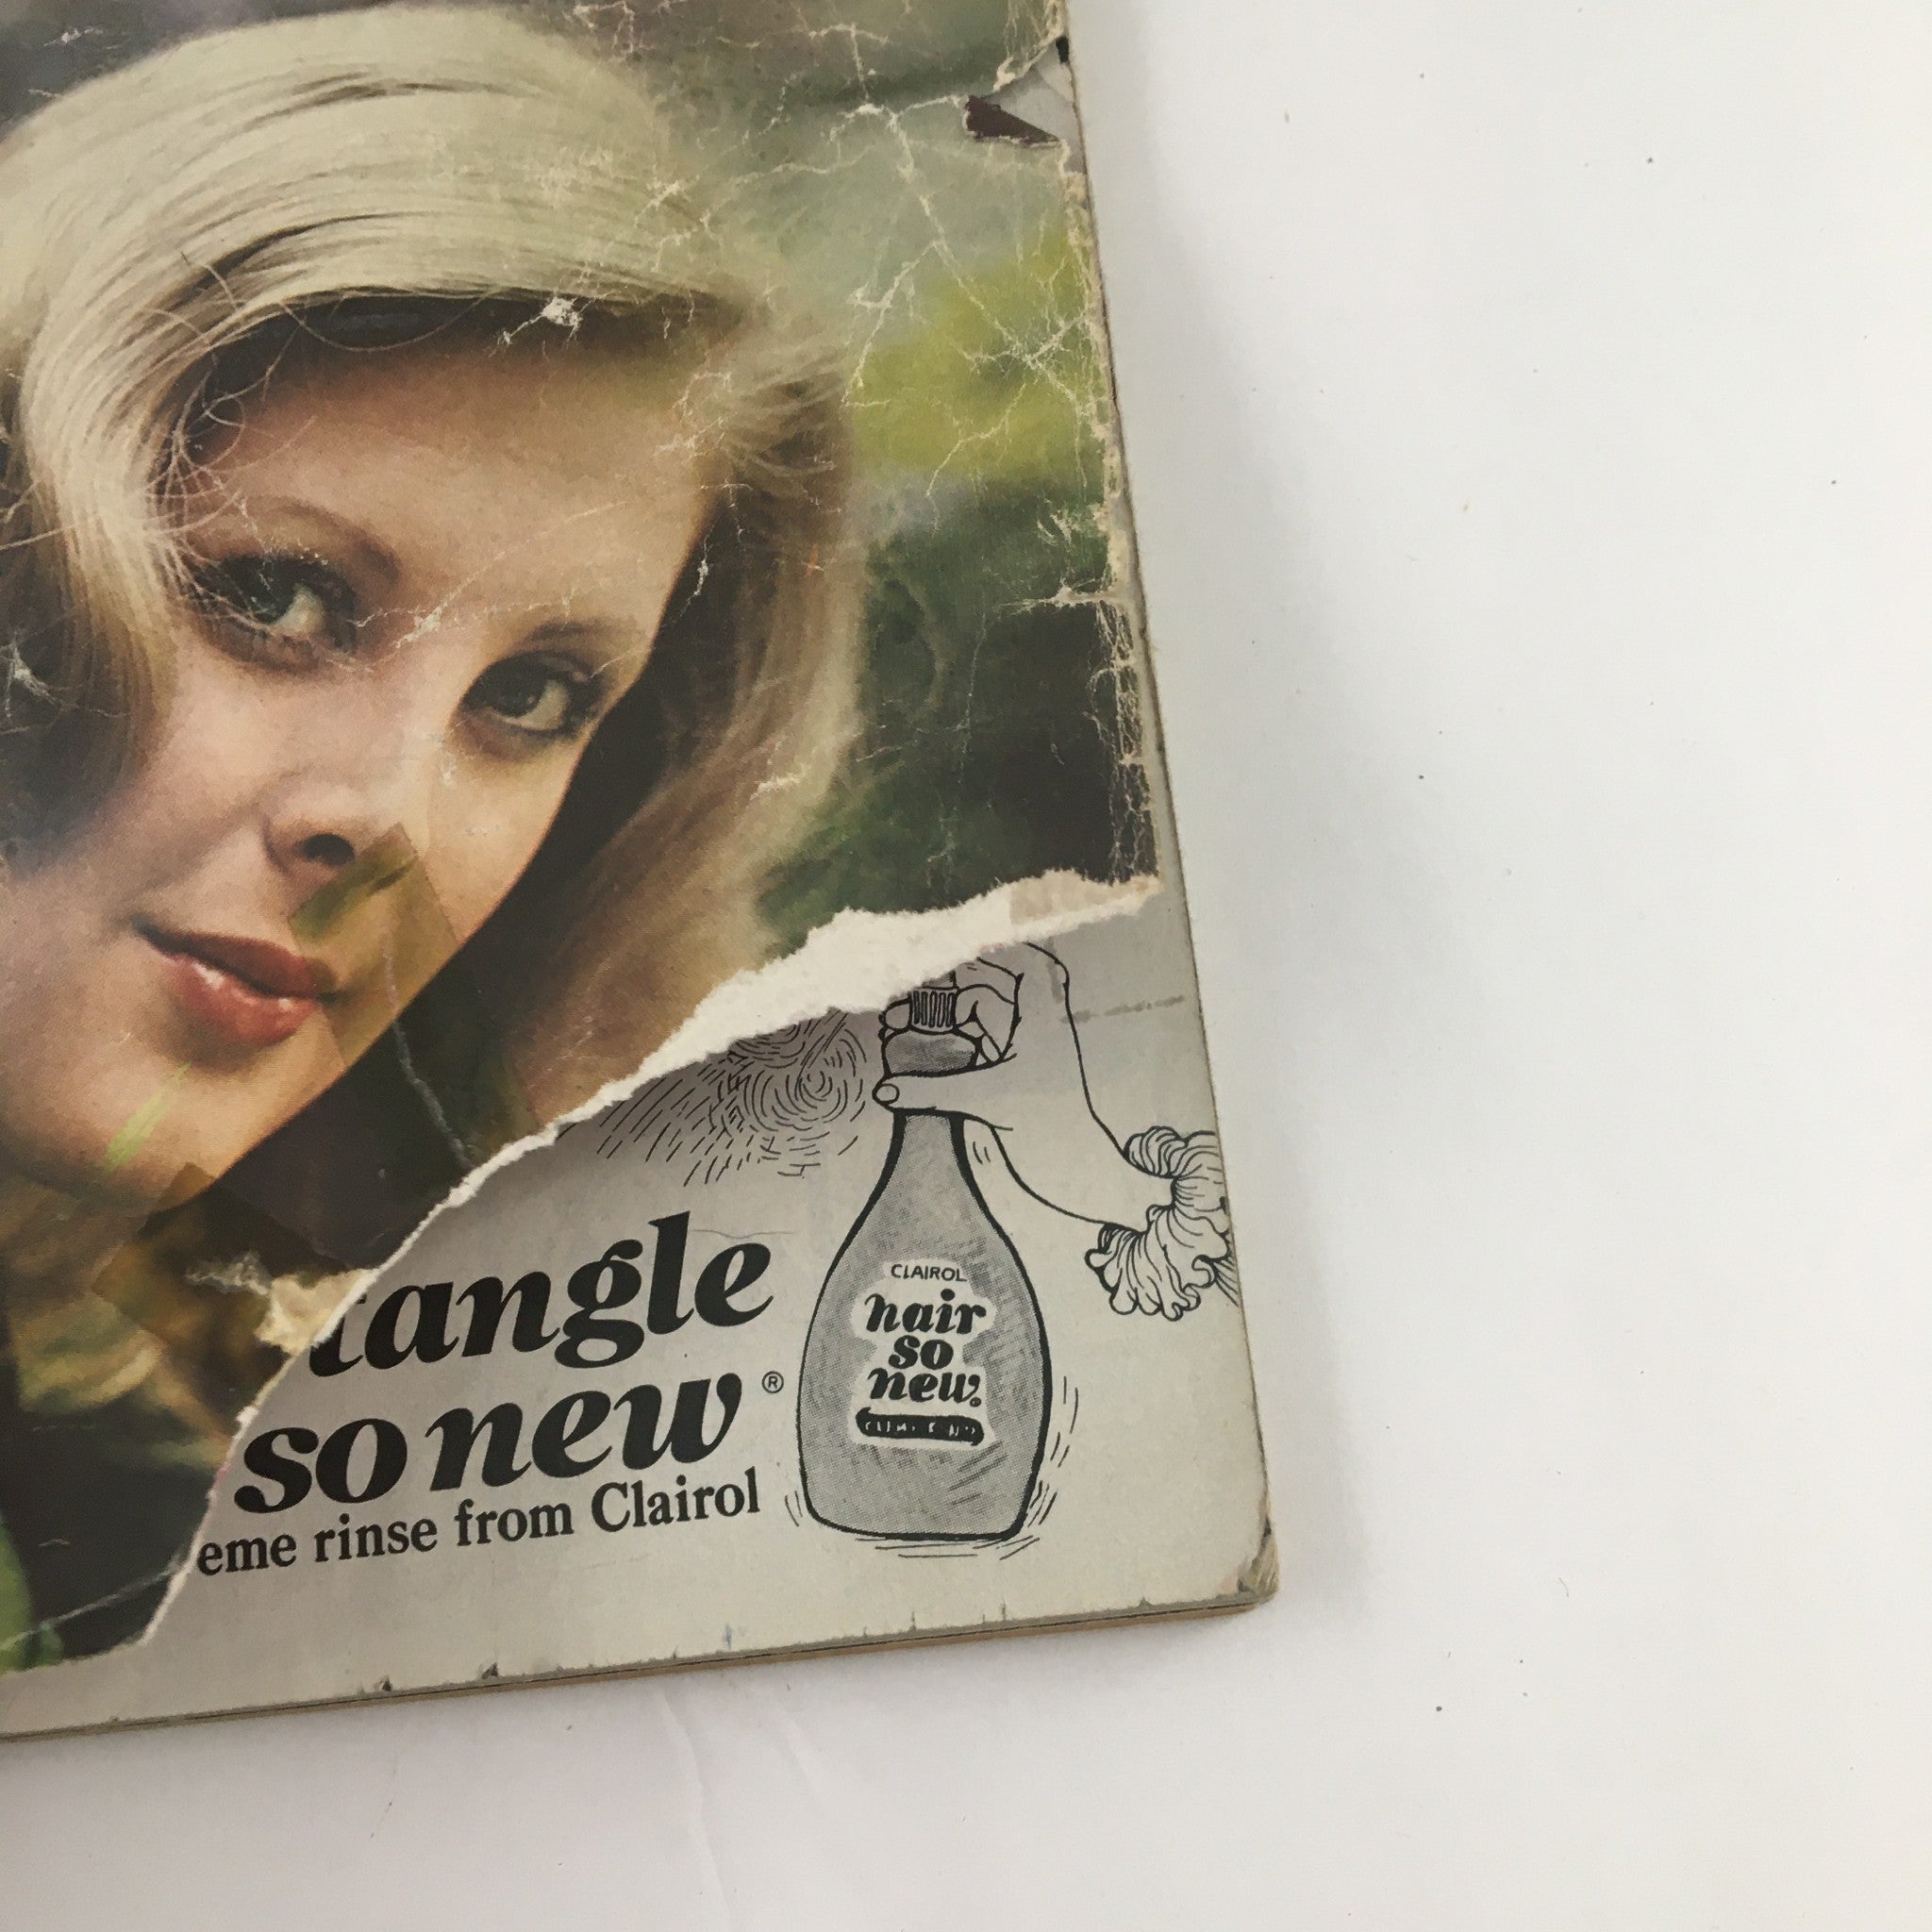 tangle
so new®
eme rinse from Clairol
CLAIROL
hair
so
new®